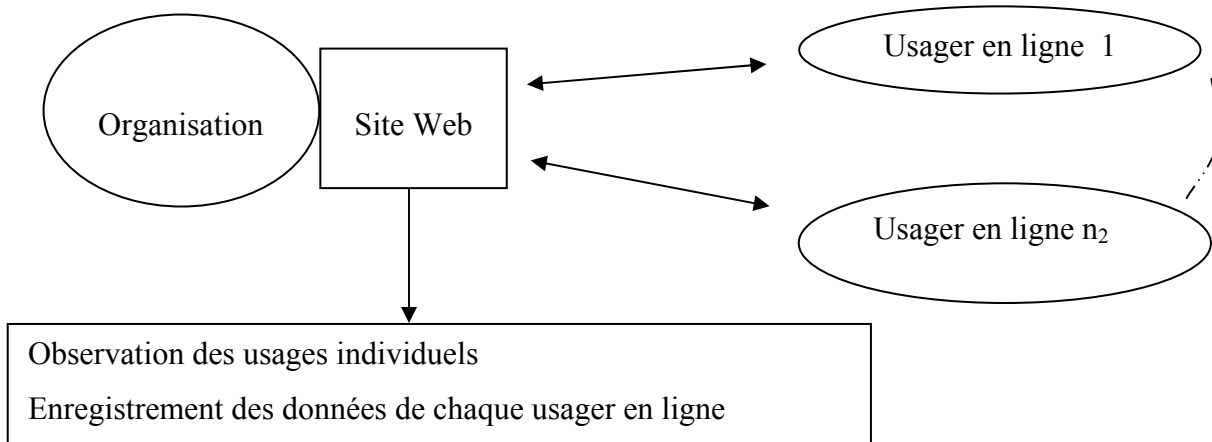 Usager en ligne 1
Organisation
Site Web
Usager en ligne n₂
Observation des usages individuels
Enregistrement des données de chaque usager en ligne